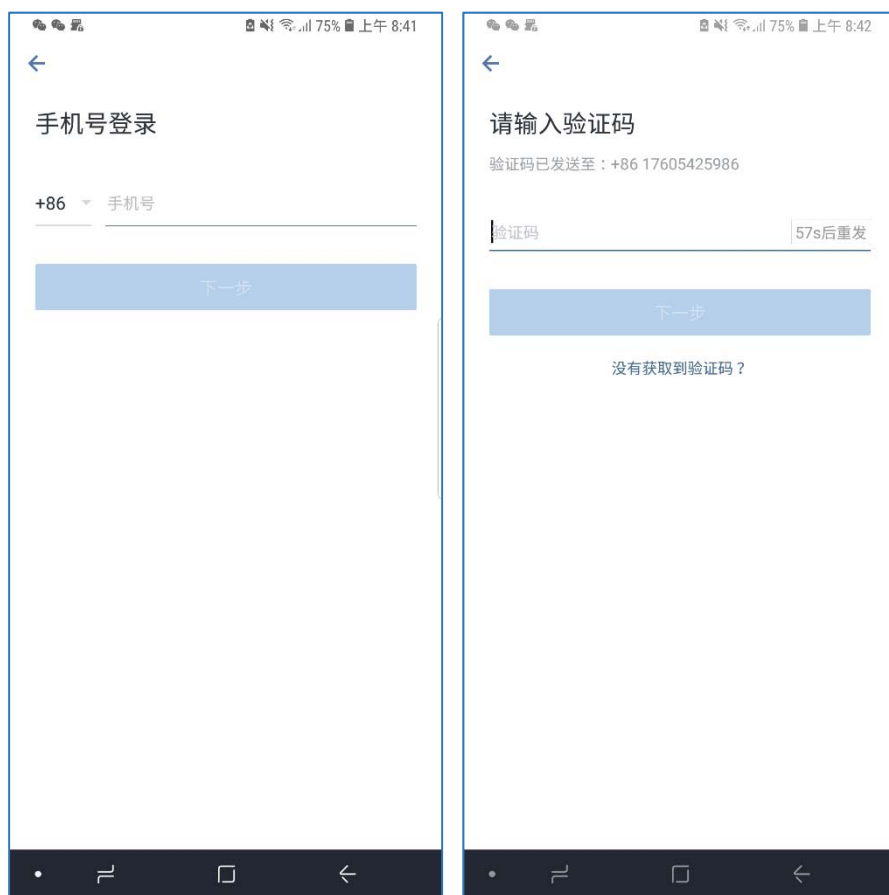 75% 上午 8:41
手机号登录
+86 手机号
下一步
75% 上午 8:42
请输入验证码
验证码已发送至：+86 17605425986
验证码 57s后重发
下一步
没有获取到验证码？